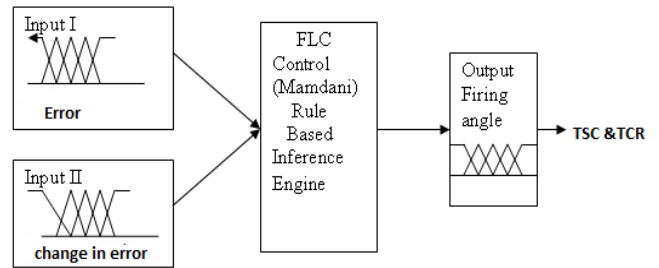 Input I
Error
Input II
change in error
FLC
Control
(Mamdani)
Rule
Based
Inference
Engine
Output
Firing
angle
TSC &TCR